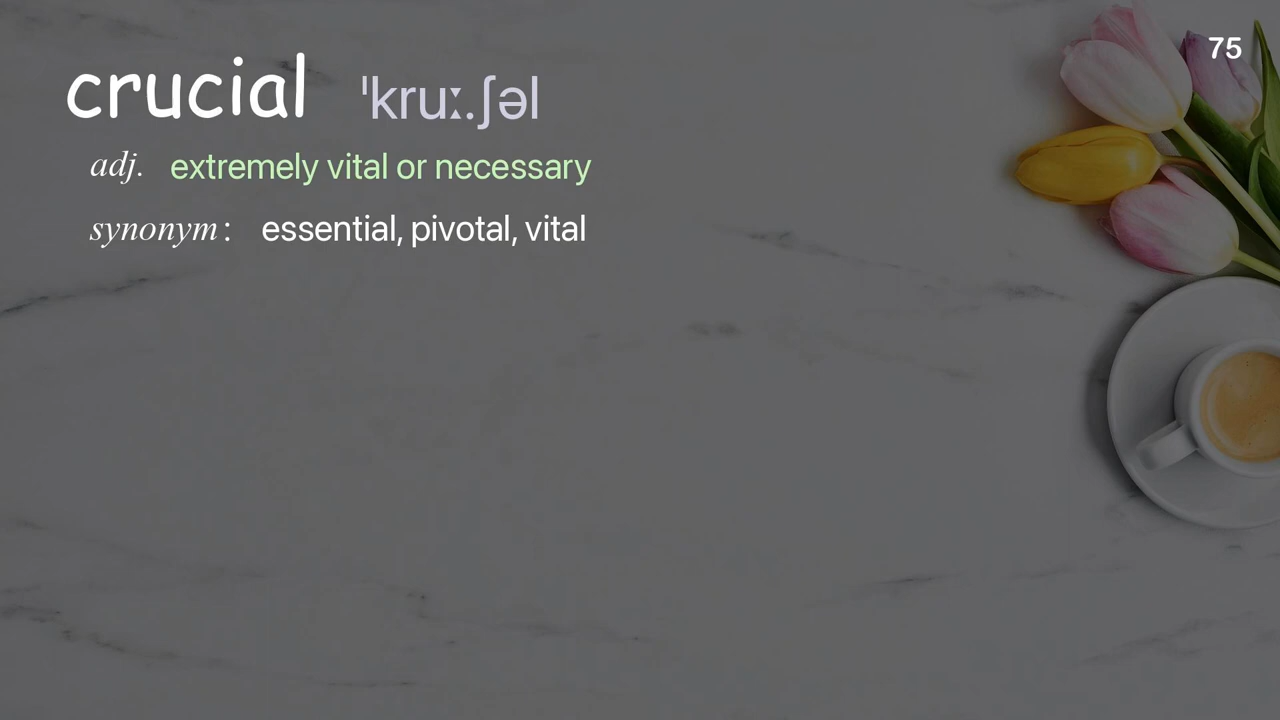 75
crucial ˈkruː.ʃəl
adj. extremely vital or necessary
synonym: essential, pivotal, vital